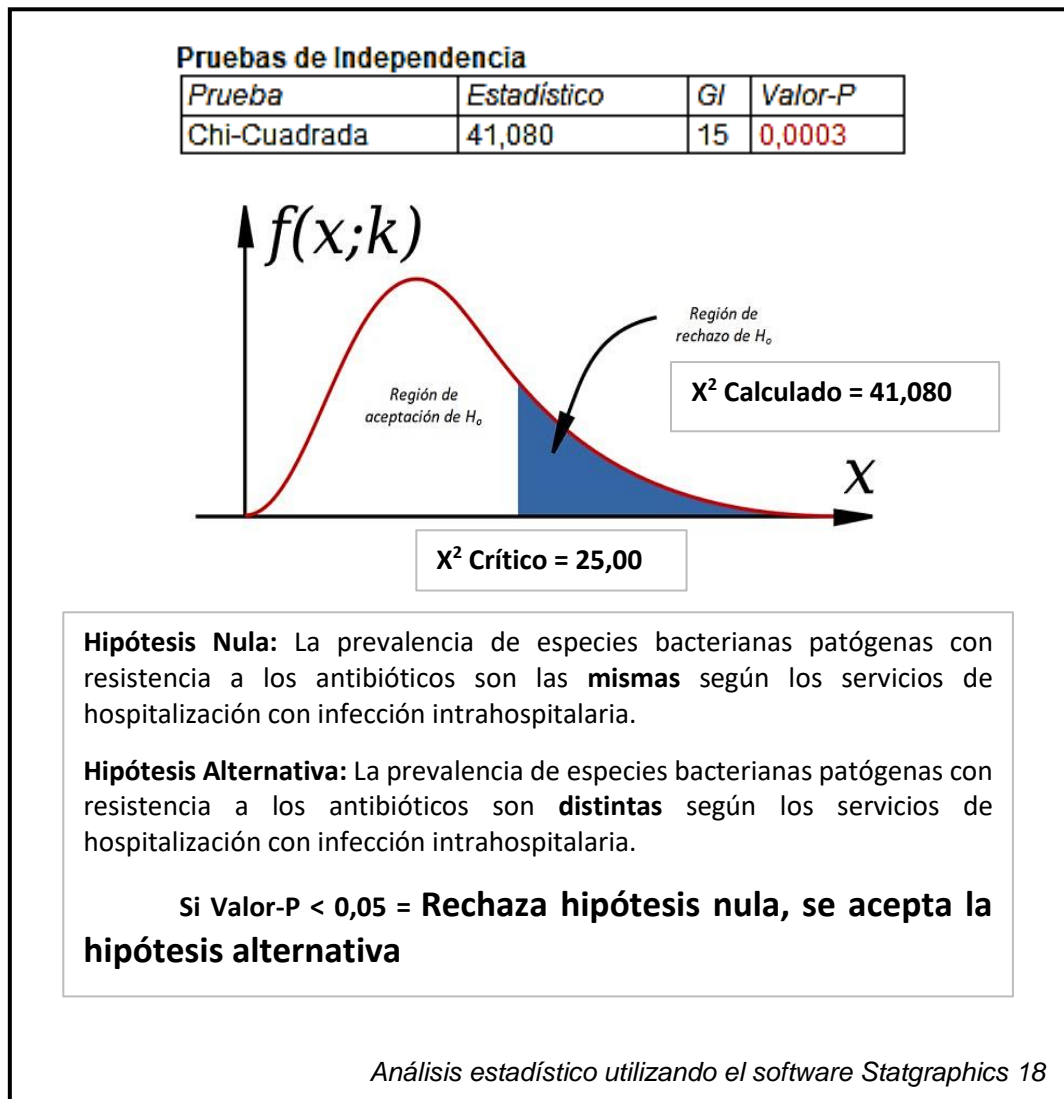 Pruebas de Independencia
Prueba Estadístico Gl Valor-P
Chi-Cuadrada 41,080 15 0,0003
f(x;k)
Región de
rechazo de H₀
Región de
aceptación de H₀
X² Calculado = 41,080
X
X² Crítico = 25,00
Hipótesis Nula: La prevalencia de especies bacterianas patógenas con
resistencia a los antibióticos son las mismas según los servicios de
hospitalización con infección intrahospitalaria.
Hipótesis Alternativa: La prevalencia de especies bacterianas patógenas con
resistencia a los antibióticos son distintas según los servicios de
hospitalización con infección intrahospitalaria.
Si Valor-P < 0,05 = Rechaza hipótesis nula, se acepta la
hipótesis alternativa
Análisis estadístico utilizando el software Statgraphics 18